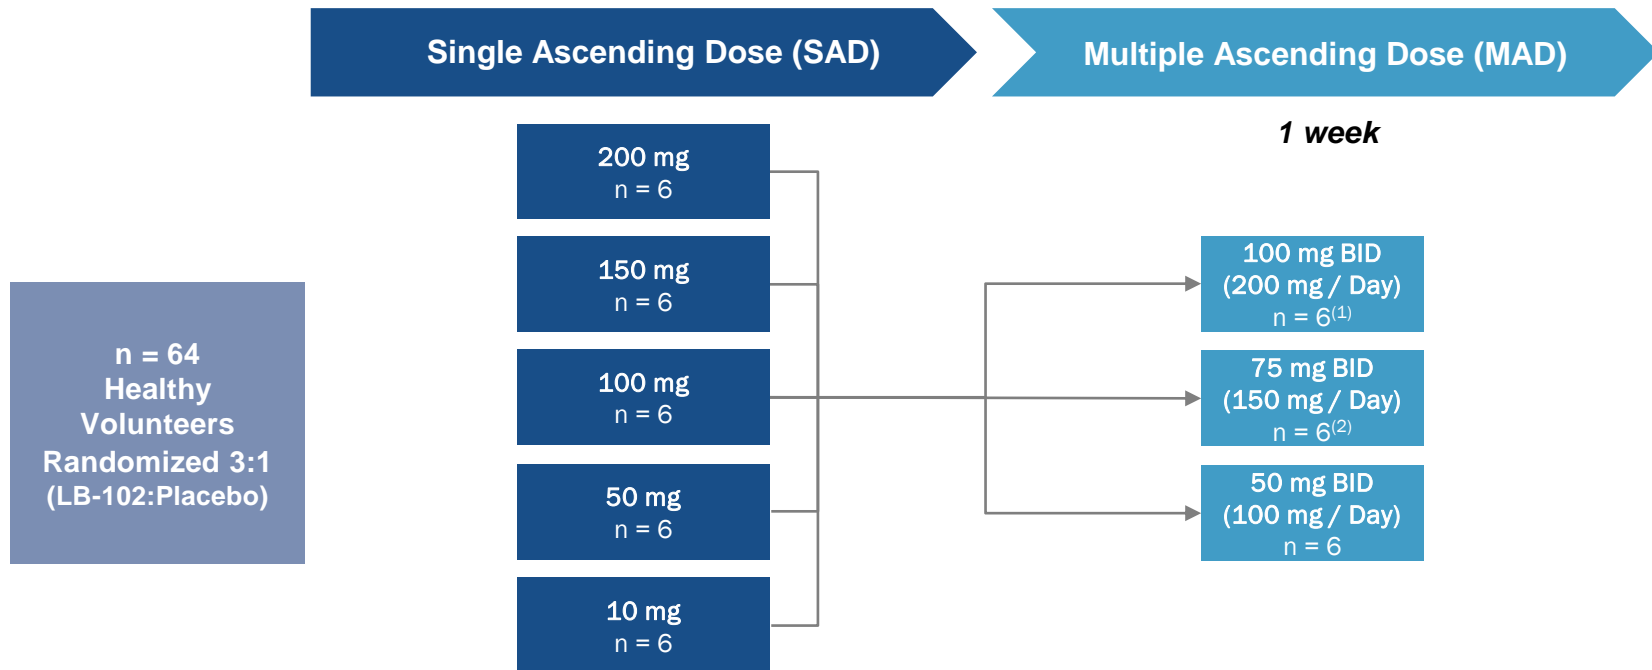 Single Ascending Dose (SAD)
Multiple Ascending Dose (MAD)
1 week
n = 64
Healthy
Volunteers
Randomized 3:1
(LB-102:Placebo)
200 mg
n = 6
150 mg
n = 6
100 mg
n = 6
50 mg
n = 6
10 mg
n = 6
100 mg BID
(200 mg / Day)
n = 6(1)
75 mg BID
(150 mg / Day)
n = 6(2)
50 mg BID
(100 mg / Day)
n = 6